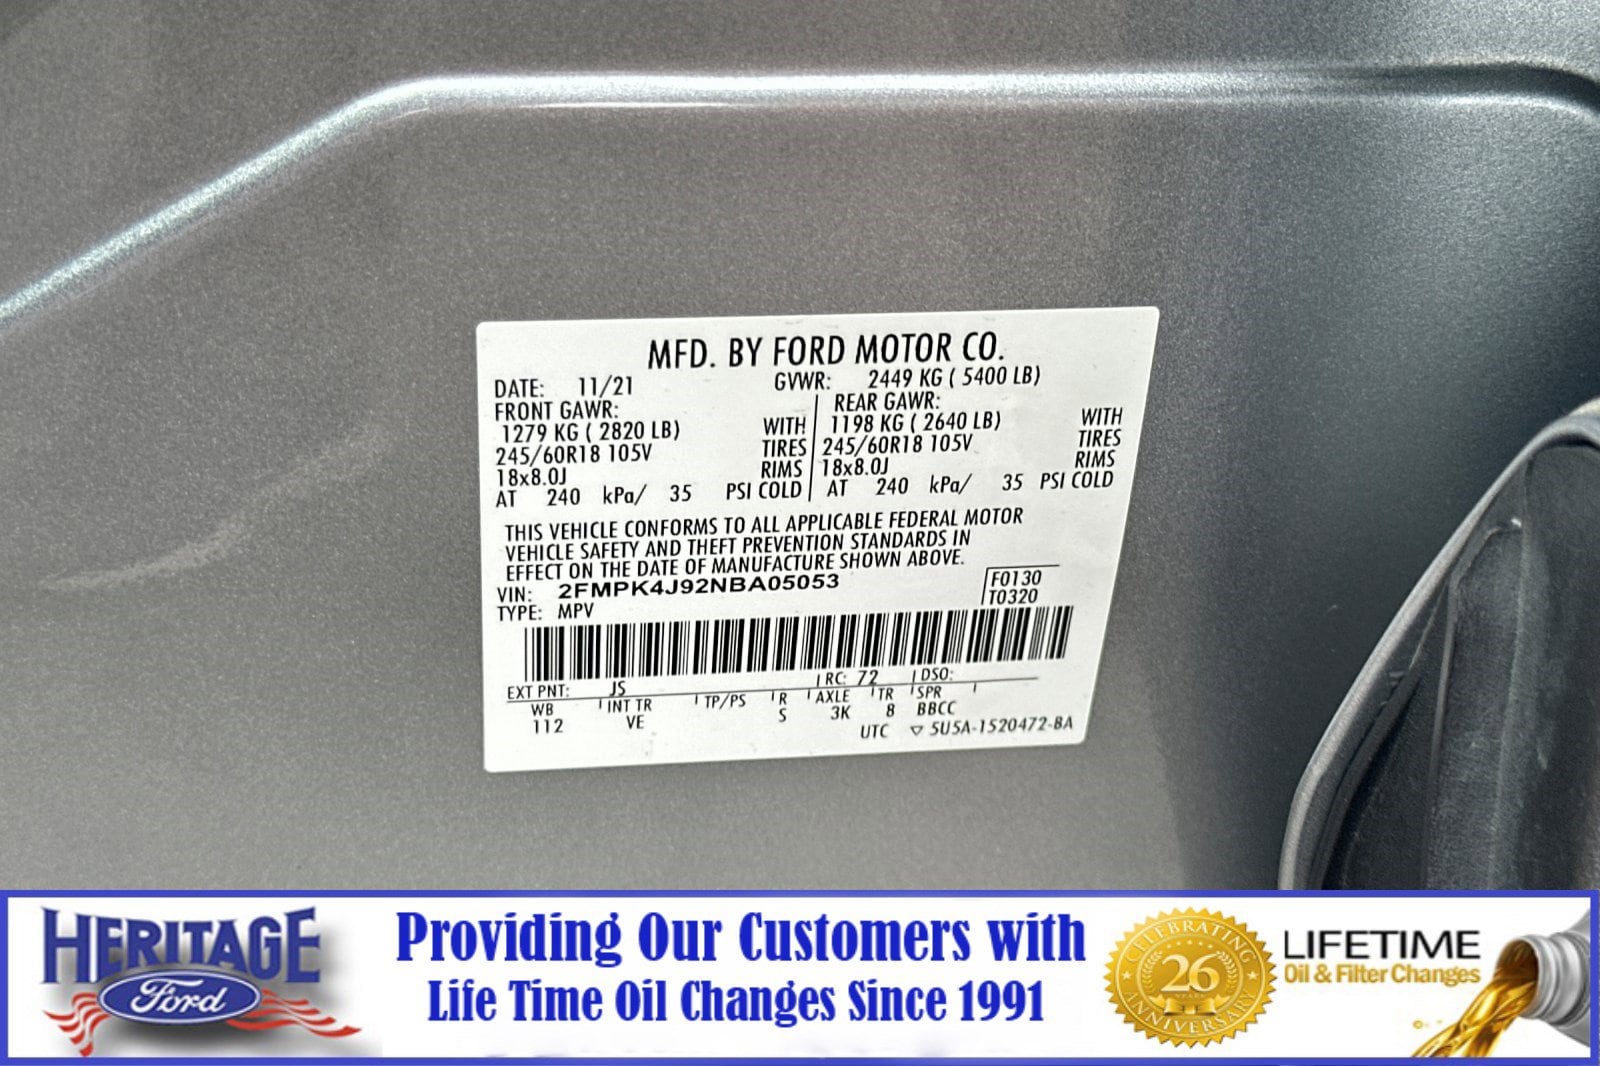 MFD. BY FORD MOTOR CO.
DATE: 11/21 GVWR: 2449 KG ( 5400 LB)
FRONT GAWR: REAR GAWR:
1279 KG ( 2820 LB) WITH 1198 KG ( 2640 LB) WITH
245/60R18 105V TIRES 245/60R18 105V TIRES
18x8.0J RIMS 18x8.0J RIMS
AT 240 kPa/ 35 PSI COLD AT 240 kPa/ 35 PSI COLD
THIS VEHICLE CONFORMS TO ALL APPLICABLE FEDERAL MOTOR
VEHICLE SAFETY AND THEFT PREVENTION STANDARDS IN
EFFECT ON THE DATE OF MANUFACTURE SHOWN ABOVE.
VIN: 2FMPK4J92NBA05053 F0130
TYPE: MPV T0320
EXT PNT: JS RC: 72 DSO:
WB INT TR TP/PS R AXLE TR SPR
112 VE S 3K 8 BBCC
UTC ▽ 5U5A-1520472-BA
HERITAGE
Ford
Providing Our Customers with
Life Time Oil Changes Since 1991
CELEBRATING
26
YEARS
ANNIVERSARY
LIFETIME
Oil & Filter Changes